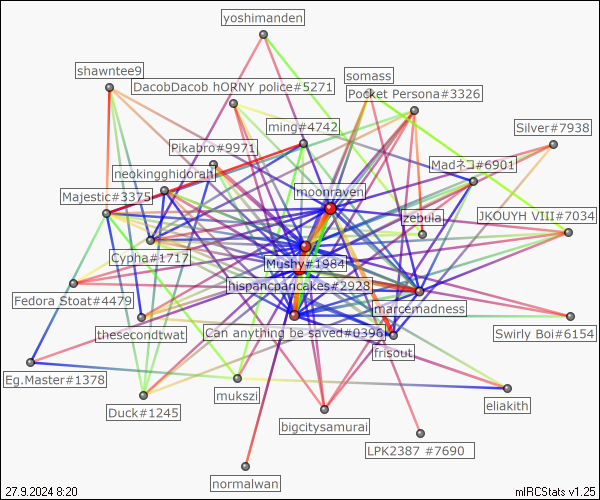 yoshimanden
shawntee9
somass
DacobDacob hORNY police#5271
Pocket Persona#3326
ming#4742
Silver#7938
Pikabro#9971
Madネコ#6901
neokingghidorah
moonraven
Majestic#3375
zebula
JKOUYH VIII#7034
Cypha#1717
Mushy#1984
hispancpancakes#2928
Fedora Stoat#4479
marcemadness
thesecondtwat
Can anything be saved#0396
Swirly Boi#6154
frisout
Eg.Master#1378
mukszi
eliakith
Duck#1245
bigcitysamurai
LPK2387 #7690
normalwan
27.9.2024 8:20
mIRCStats v1.25